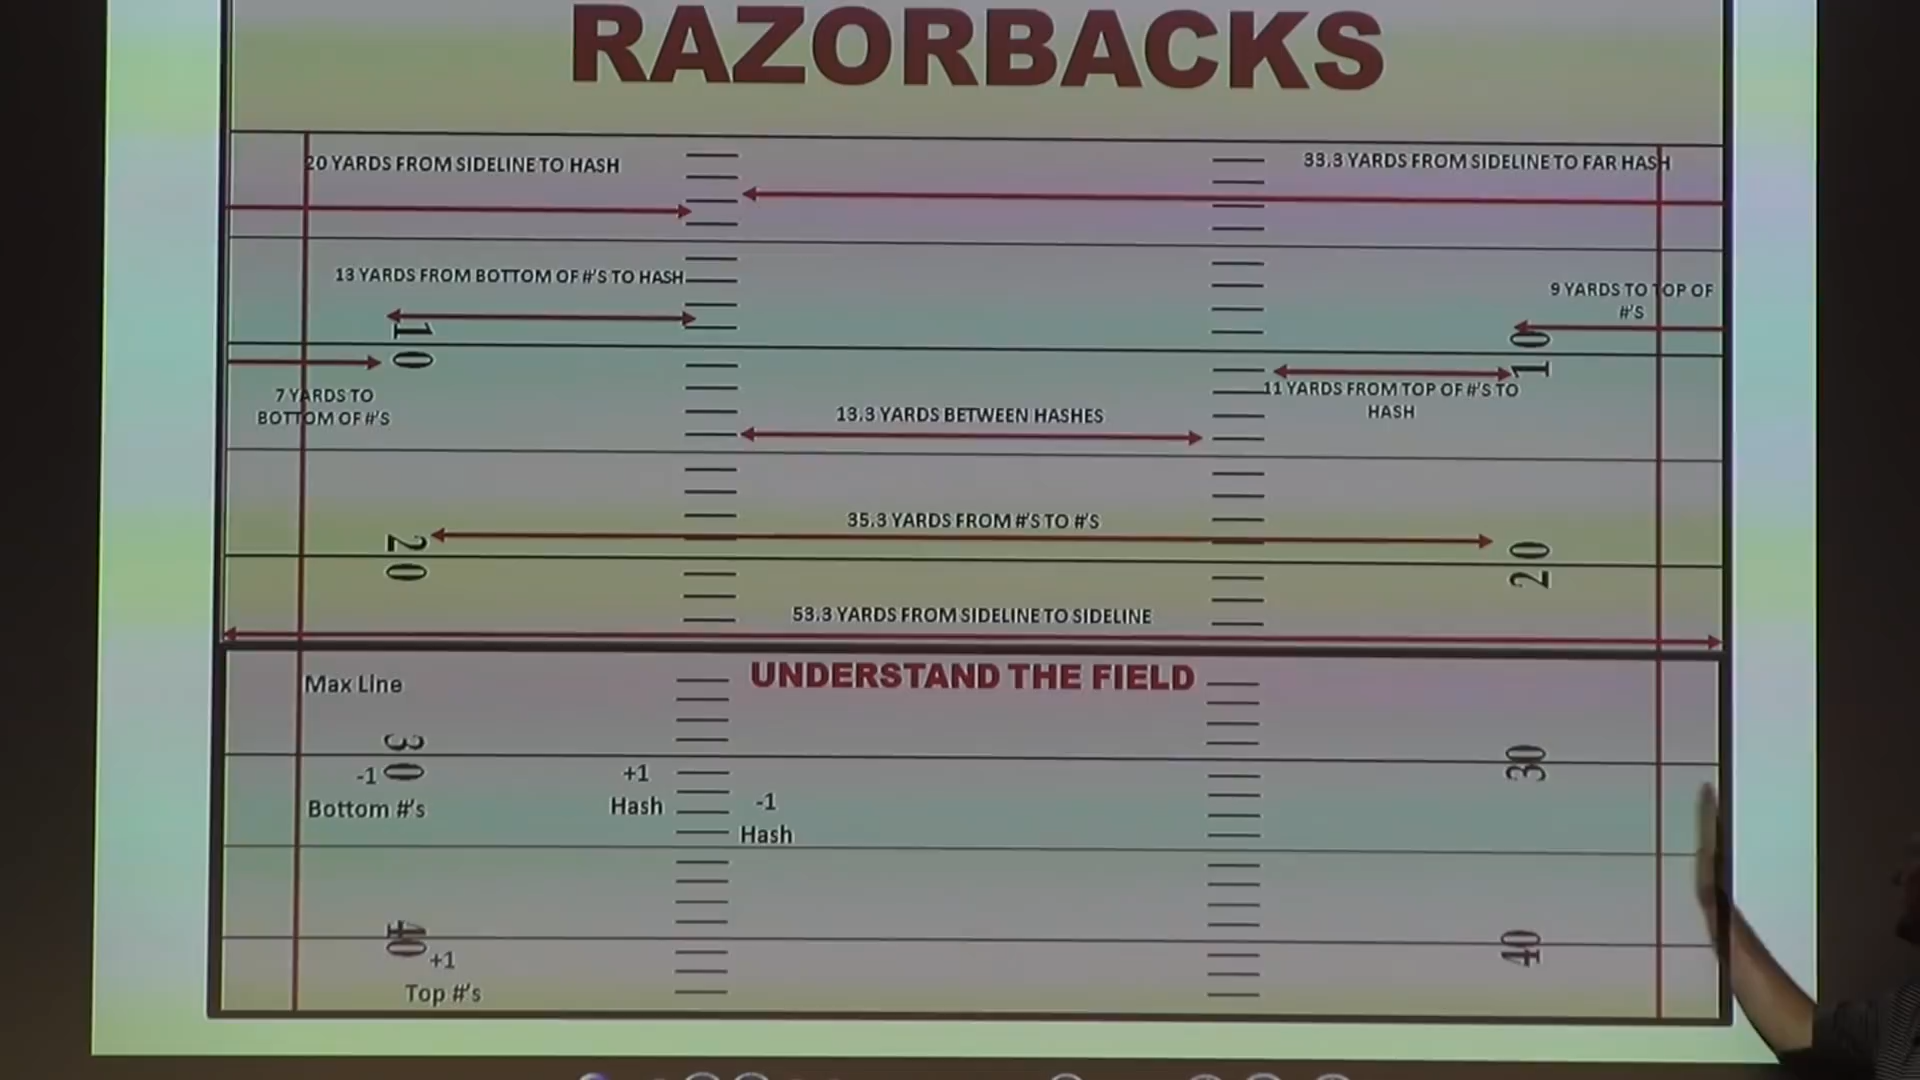 RAZORBACKS
20 YARDS FROM SIDELINE TO HASH
33.3 YARDS FROM SIDELINE TO FAR HASH
13 YARDS FROM BOTTOM OF #'S TO HASH
9 YARDS TO TOP OF
#'S
10
10
7 YARDS TO
BOTTOM OF #'S
13.3 YARDS BETWEEN HASHES
11 YARDS FROM TOP OF #'S TO
HASH
35.3 YARDS FROM #'S TO #'S
20
20
53.3 YARDS FROM SIDELINE TO SIDELINE
UNDERSTAND THE FIELD
Max Line
30
30
-1
Bottom #'s
+1
Hash
-1
Hash
40
40
+1
Top #'s